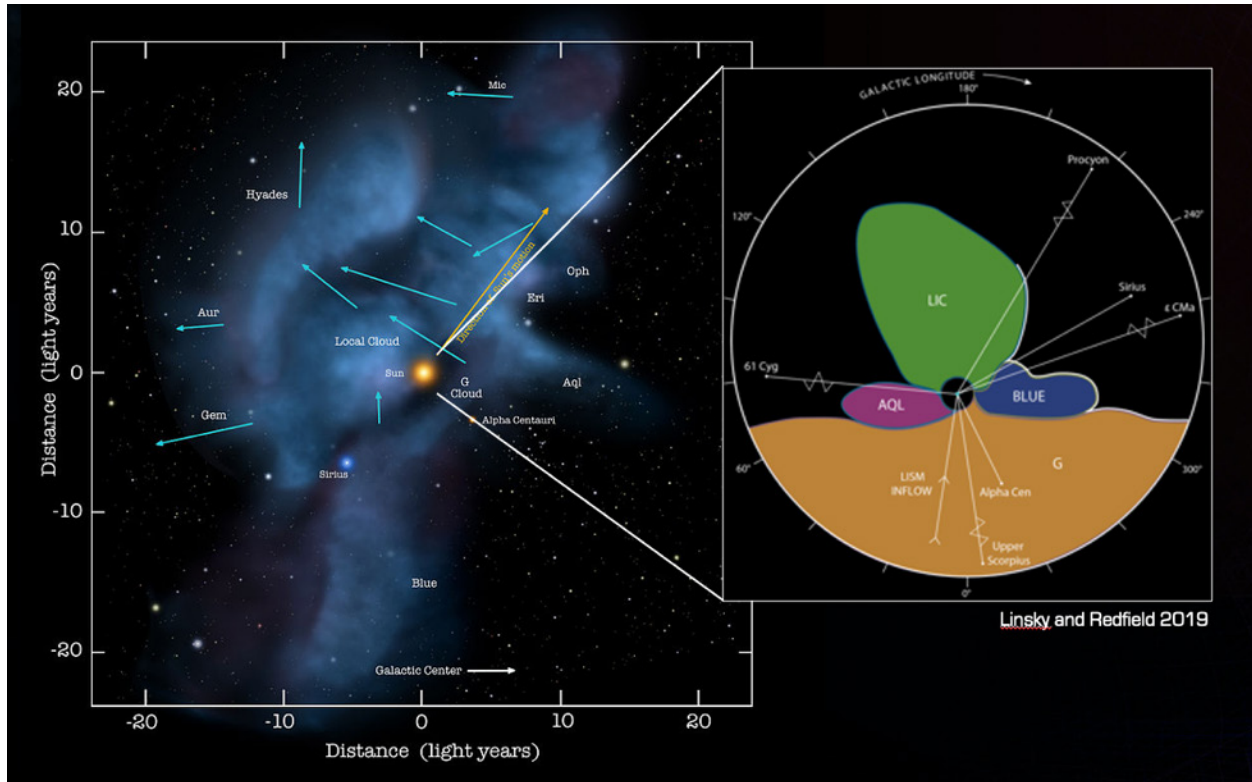 20
10
0
-10
-20
Distance (light years)
-20
-10
0
10
20
Distance (light years)
Mic
Hyades
Direction of Sun's motion
Oph
Eri
Aur
Local Cloud
Sun
G
Cloud
Aql
Gem
Alpha Centauri
Sirius
Blue
Galactic Center
GALACTIC LONGITUDE
180°
Procyon
120°
240°
LIC
Sirius
ε CMa
61 Cyg
AQL
BLUE
60°
G
300°
LISM
INFLOW
Alpha Cen
Upper
Scorpius
0°
Linsky and Redfield 2019